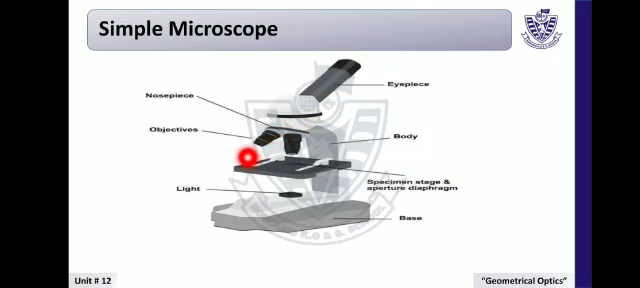 Simple Microscope
Eyepiece
Nosepiece
Objectives
Body
Specimen stage &
aperture diaphragm
Light
Base
Unit # 12
"Geometrical Optics"